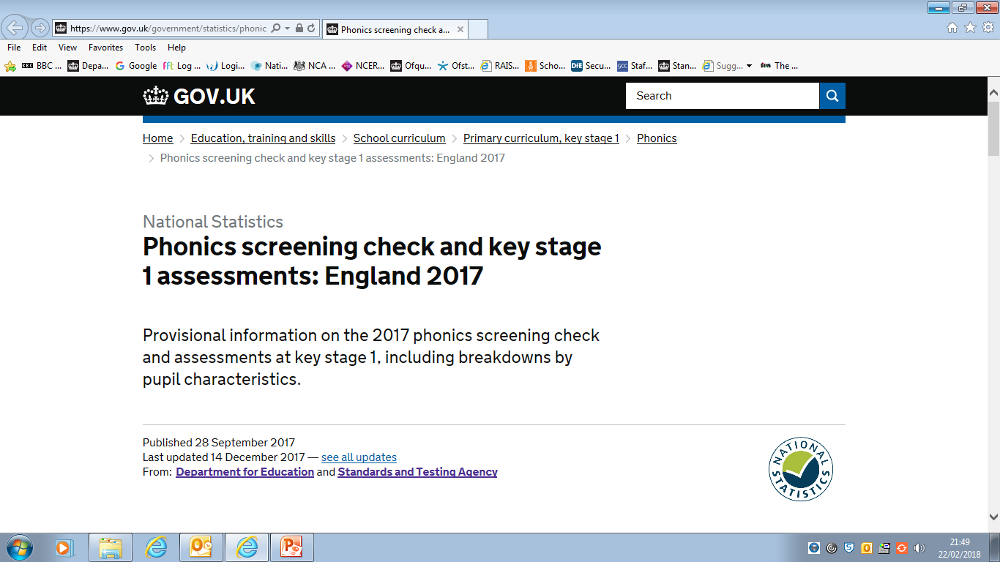 https://www.gov.uk/government/statistics/phonic
Phonics screening check a...
File Edit View Favorites Tools Help
BBC ... Depa... Google fft Log ... Logi... Nati... NCA ... NCER... Ofqu... Ofst... RAIS... Scho... DfE Secu... GCC Staf... Stan... Sugg... tes The ...
GOV.UK Search
Home Education, training and skills School curriculum Primary curriculum, key stage 1 Phonics
Phonics screening check and key stage 1 assessments: England 2017
National Statistics
Phonics screening check and key stage
1 assessments: England 2017
Provisional information on the 2017 phonics screening check
and assessments at key stage 1, including breakdowns by
pupil characteristics.
Published 28 September 2017
Last updated 14 December 2017 — see all updates
From: Department for Education and Standards and Testing Agency
NATIONAL STATISTICS
21:49
22/02/2018